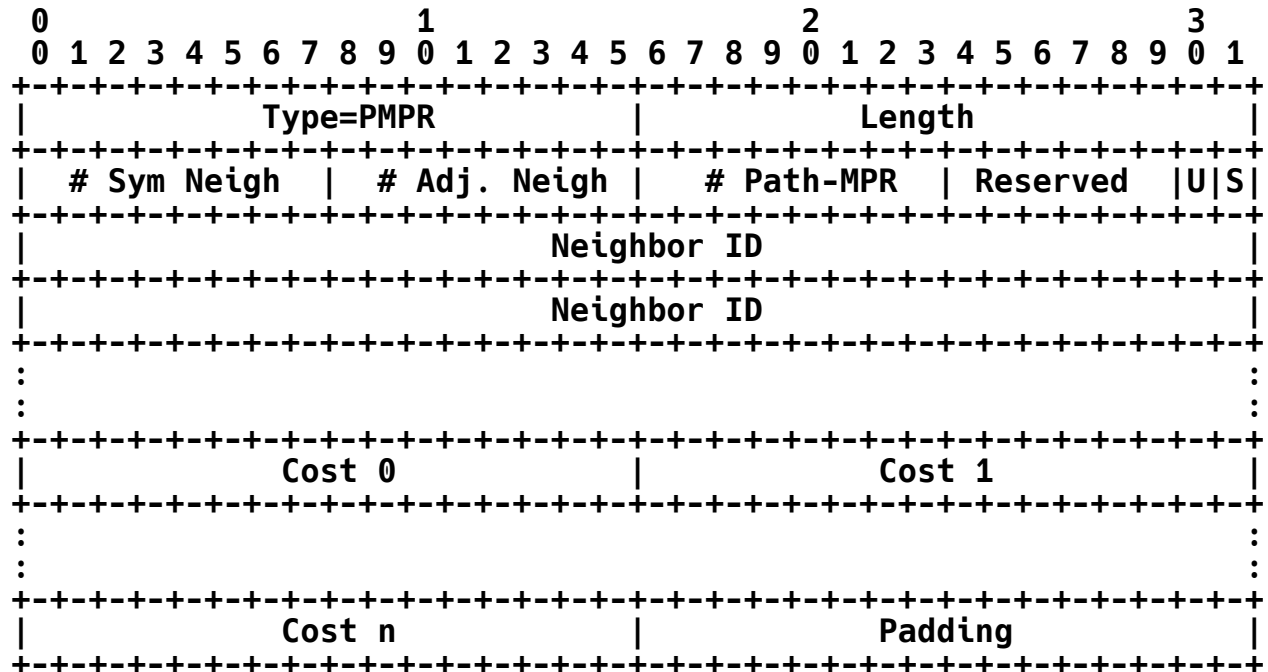 0                   1                   2                   3
 0 1 2 3 4 5 6 7 8 9 0 1 2 3 4 5 6 7 8 9 0 1 2 3 4 5 6 7 8 9 0 1
+-+-+-+-+-+-+-+-+-+-+-+-+-+-+-+-+-+-+-+-+-+-+-+-+-+-+-+-+-+-+-+-+
|            Type=PMPR          |           Length              |
+-+-+-+-+-+-+-+-+-+-+-+-+-+-+-+-+-+-+-+-+-+-+-+-+-+-+-+-+-+-+-+-+
|  # Sym Neigh  |  # Adj. Neigh |   # Path-MPR  | Reserved  |U|S|
+-+-+-+-+-+-+-+-+-+-+-+-+-+-+-+-+-+-+-+-+-+-+-+-+-+-+-+-+-+-+-+-+
|                           Neighbor ID                         |
+-+-+-+-+-+-+-+-+-+-+-+-+-+-+-+-+-+-+-+-+-+-+-+-+-+-+-+-+-+-+-+-+
|                           Neighbor ID                         |
+-+-+-+-+-+-+-+-+-+-+-+-+-+-+-+-+-+-+-+-+-+-+-+-+-+-+-+-+-+-+-+-+
:                                                               :
:                                                               :
+-+-+-+-+-+-+-+-+-+-+-+-+-+-+-+-+-+-+-+-+-+-+-+-+-+-+-+-+-+-+-+-+
|             Cost 0            |            Cost 1             |
+-+-+-+-+-+-+-+-+-+-+-+-+-+-+-+-+-+-+-+-+-+-+-+-+-+-+-+-+-+-+-+-+
:                                                               :
:                                                               :
+-+-+-+-+-+-+-+-+-+-+-+-+-+-+-+-+-+-+-+-+-+-+-+-+-+-+-+-+-+-+-+-+
|             Cost n            |            Padding            |
+-+-+-+-+-+-+-+-+-+-+-+-+-+-+-+-+-+-+-+-+-+-+-+-+-+-+-+-+-+-+-+-+